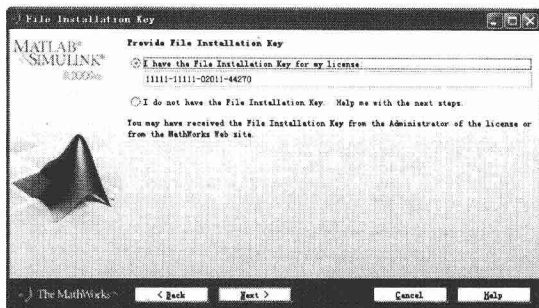 File Installation Key
MATLAB®
SIMULINK®
R2009a
Provide File Installation Key
I have the File Installation Key for my license:
11111-11111-02011-44270
I do not have the File Installation Key. Help me with the next steps.
You may have received the File Installation Key from the Administrator of the license or
from the MathWorks Web site.
The MathWorks
< Back
Next >
Cancel
Help